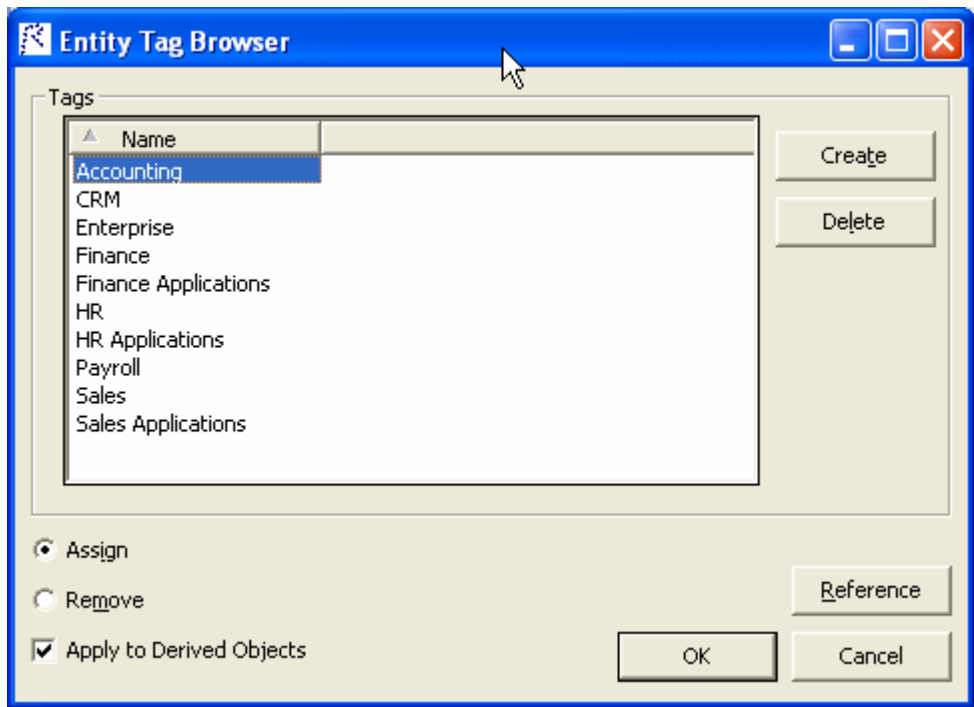 Entity Tag Browser
Tags
Name
Accounting
CRM
Enterprise
Finance
Finance Applications
HR
HR Applications
Payroll
Sales
Sales Applications
Create
Delete
Assign
Remove
Apply to Derived Objects
Reference
OK
Cancel